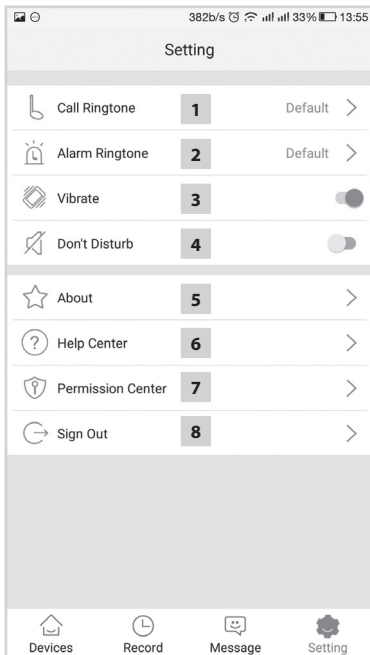 382b/s 33% 13:55
Setting
Call Ringtone 1 Default
Alarm Ringtone 2 Default
Vibrate 3
Don't Disturb 4
About 5
? Help Center 6
Permission Center 7
Sign Out 8
Devices Record Message Setting